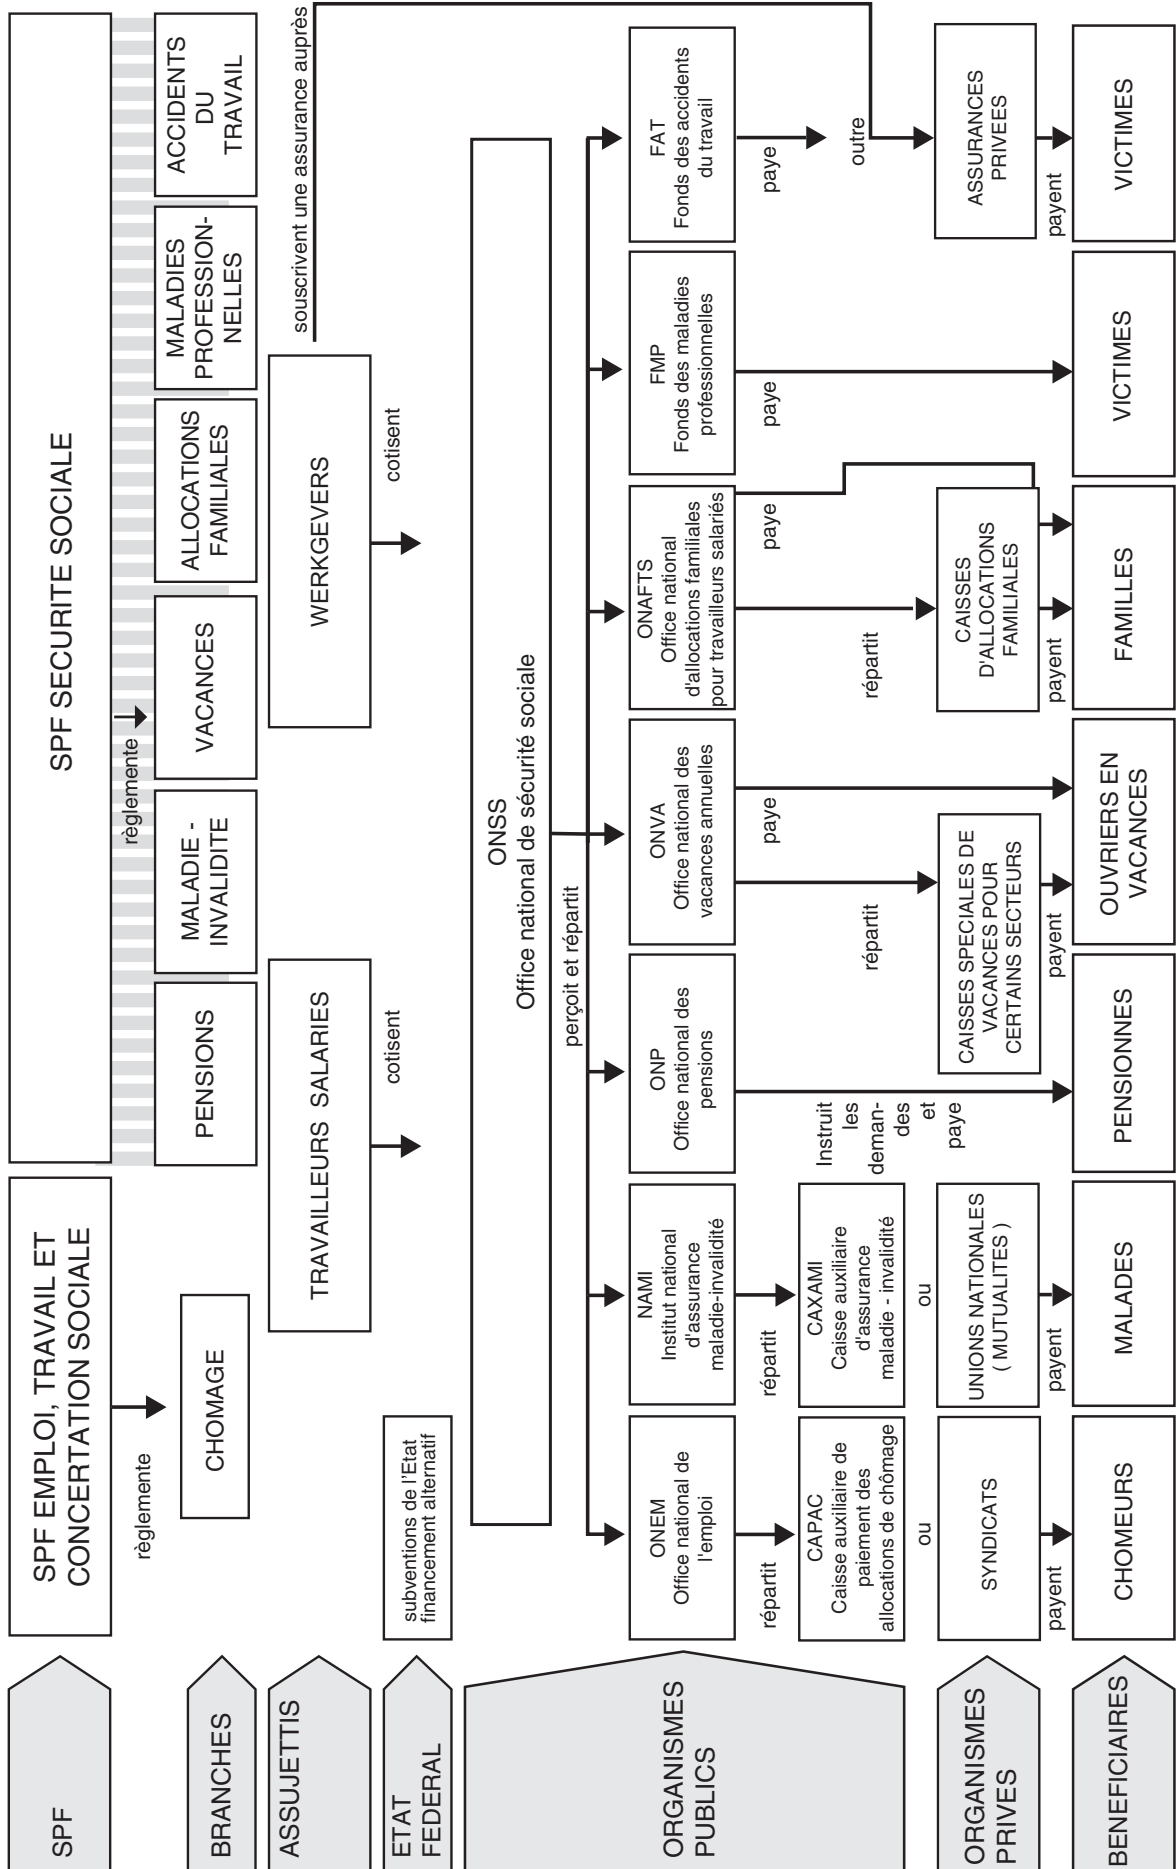 SPF
SPF EMPLOI, TRAVAIL ET
CONCERTATION SOCIALE
SPF SECURITE SOCIALE
règlemente
règlemente
BRANCHES
CHOMAGE
PENSIONS
MALADIE -
INVALIDITE
VACANCES
ALLOCATIONS
FAMILIALES
MALADIES
PROFESSION-
NELLES
ACCIDENTS
DU
TRAVAIL
ASSUJETTIS
TRAVAILLEURS SALARIES
WERKGEVERS
souscrivent une assurance auprès
cotisent
cotisent
ETAT
FEDERAL
subventions de l'Etat
financement alternatif
ORGANISMES
PUBLICS
ONSS
Office national de sécurité sociale
perçoit et répartit
ONEM
Office national de
l'emploi
NAMI
Institut national
d'assurance
maladie-invalidité
ONP
Office national des
pensions
ONVA
Office national des
vacances annuelles
ONAFTS
Office national
d'allocations familiales
pour travailleurs salariés
FMP
Fonds des maladies
professionnelles
FAT
Fonds des accidents
du travail
répartit
répartit
Instruit
les
deman-
des et
paye
répartit
paye
répartit
paye
paye
paye
CAPAC
Caisse auxiliaire de
paiement des
allocations de chômage
CAXAMI
Caisse auxiliaire
d'assurance
maladie - invalidité
outre
ou
ou
ORGANISMES
PRIVES
SYNDICATS
UNIONS NATIONALES
( MUTUALITES )
CAISSES SPECIALES DE
VACANCES POUR
CERTAINS SECTEURS
CAISSES
D'ALLOCATIONS
FAMILIALES
ASSURANCES
PRIVEES
payent
payent
payent
payent
payent
BENEFICIAIRES
CHOMEURS
MALADES
PENSIONNES
OUVRIERS EN
VACANCES
FAMILLES
VICTIMES
VICTIMES